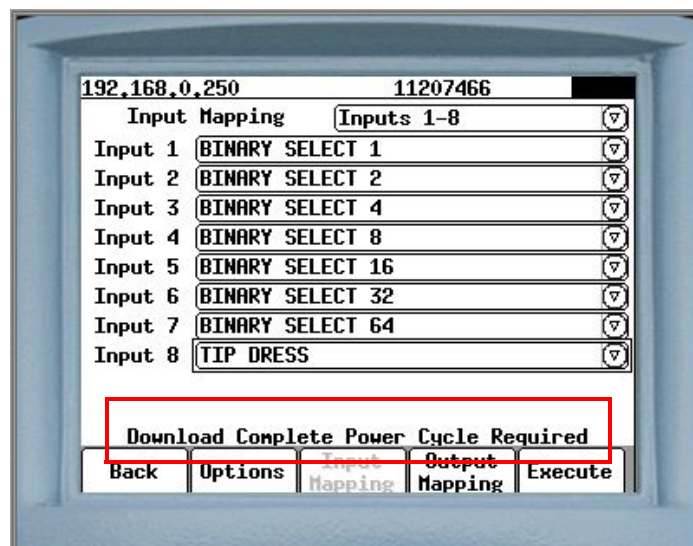 192.168.0.250 11207466
Input Mapping Inputs 1-8
Input 1 BINARY SELECT 1
Input 2 BINARY SELECT 2
Input 3 BINARY SELECT 4
Input 4 BINARY SELECT 8
Input 5 BINARY SELECT 16
Input 6 BINARY SELECT 32
Input 7 BINARY SELECT 64
Input 8 TIP DRESS
Download Complete Power Cycle Required
Back Options Input Mapping Output Mapping Execute